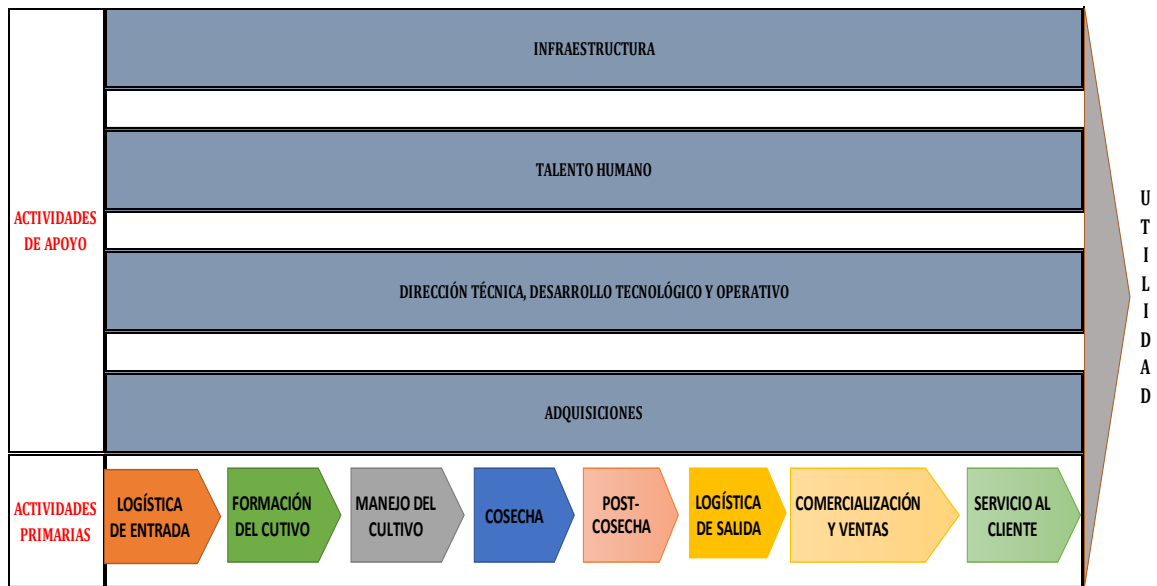 INFRAESTRUCTURA
TALENTO HUMANO
ACTIVIDADES
DE APOYO
DIRECCIÓN TÉCNICA, DESARROLLO TECNOLÓGICO Y OPERATIVO
ADQUISICIONES
ACTIVIDADES
PRIMARIAS
LOGÍSTICA
DE ENTRADA
FORMACIÓN
DEL CUTIVO
MANEJO DEL
CULTIVO
COSECHA
POST-
COSECHA
LOGÍSTICA
DE SALIDA
COMERCIALIZACIÓN
Y VENTAS
SERVICIO AL
CLIENTE
U
T
I
L
I
D
A
D